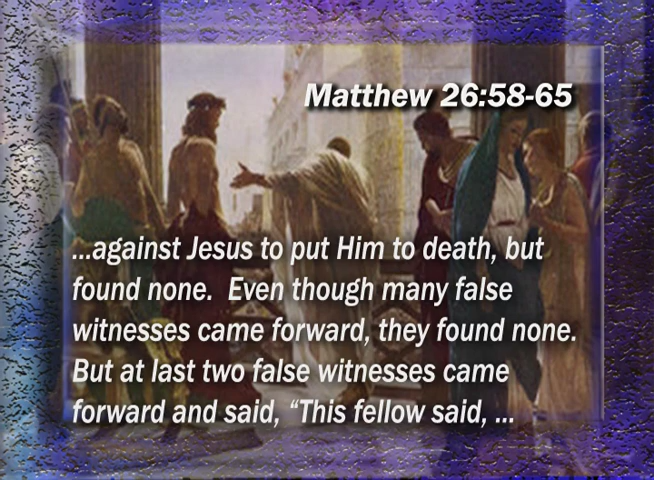 Matthew 26:58-65
...against Jesus to put Him to death, but
found none.  Even though many false
witnesses came forward, they found none.
But at last two false witnesses came
forward and said, “This fellow said, ...